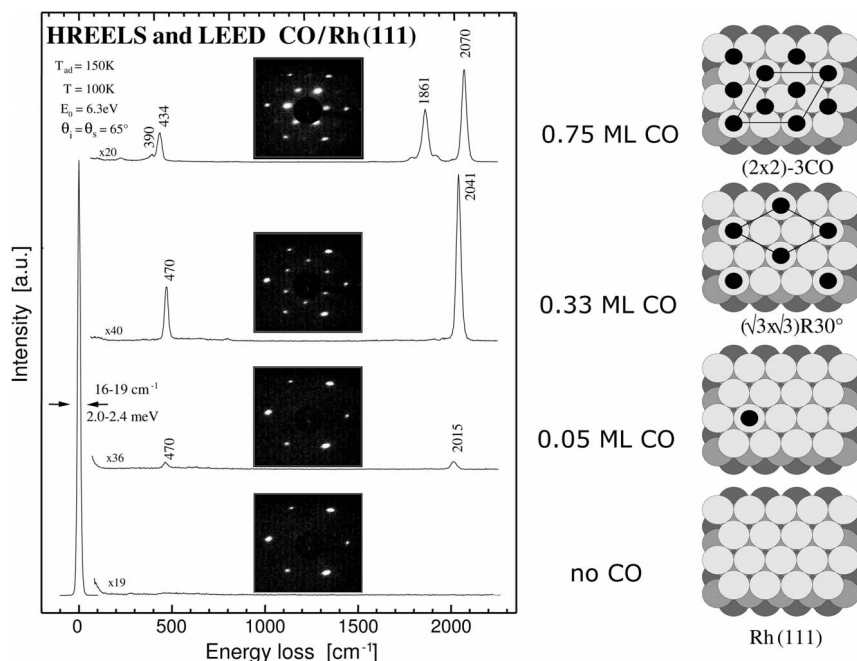 HREELS and LEED CO/Rh(111)
T_ad = 150K
T = 100K
E_0 = 6.3eV
θ_i = θ_s = 65°
390
434
1861
2070
x20
0.75 ML CO
(2x2)-3CO
470
2041
x40
0.33 ML CO
(√3x√3)R30°
16-19 cm⁻¹
2.0-2.4 meV
470
2015
x36
0.05 ML CO
x19
no CO
Rh(111)
Intensity [a.u.]
0
500
1000
1500
2000
Energy loss [cm⁻¹]